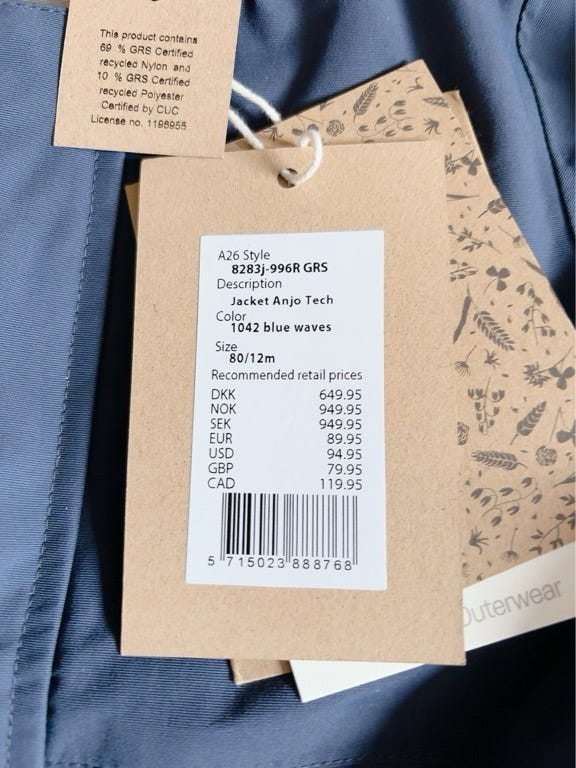 This product contains
69 % GRS Certified
recycled Nylon and
10 % GRS Certified
recycled Polyester
Certified by CUC
License no. 1198955
A26 Style
8283j-996R GRS
Description
Jacket Anjo Tech
Color
1042 blue waves
Size
80/12m
Recommended retail prices
DKK 649.95
NOK 949.95
SEK 949.95
EUR 89.95
USD 94.95
GBP 79.95
CAD 119.95
5 715023 888768
Outerwear